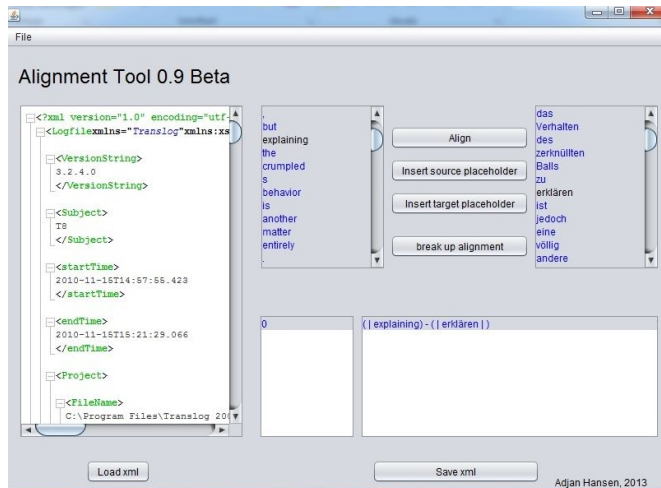 File
Alignment Tool 0.9 Beta
<?xml version="1.0" encoding="utf-
<Logfilexmlns="Translog"xmlns:xs
<VersionString>
3.2.4.0
</VersionString>
<Subject>
T8
</Subject>
<startTime>
2010-11-15T14:57:55.423
</startTime>
<endTime>
2010-11-15T15:21:29.066
</endTime>
<Project>
<FileName>
C:\Program Files\Translog 200
,
but
explaining
the
crumpled
s
behavior
is
another
matter
entirely
.
Align
Insert source placeholder
Insert target placeholder
break up alignment
das
Verhalten
des
zerknüllten
Balls
zu
erklären
ist
jedoch
eine
völlig
andere
0
( | explaining) - ( | erklären | )
Load xml
Save xml
Adjan Hansen, 2013